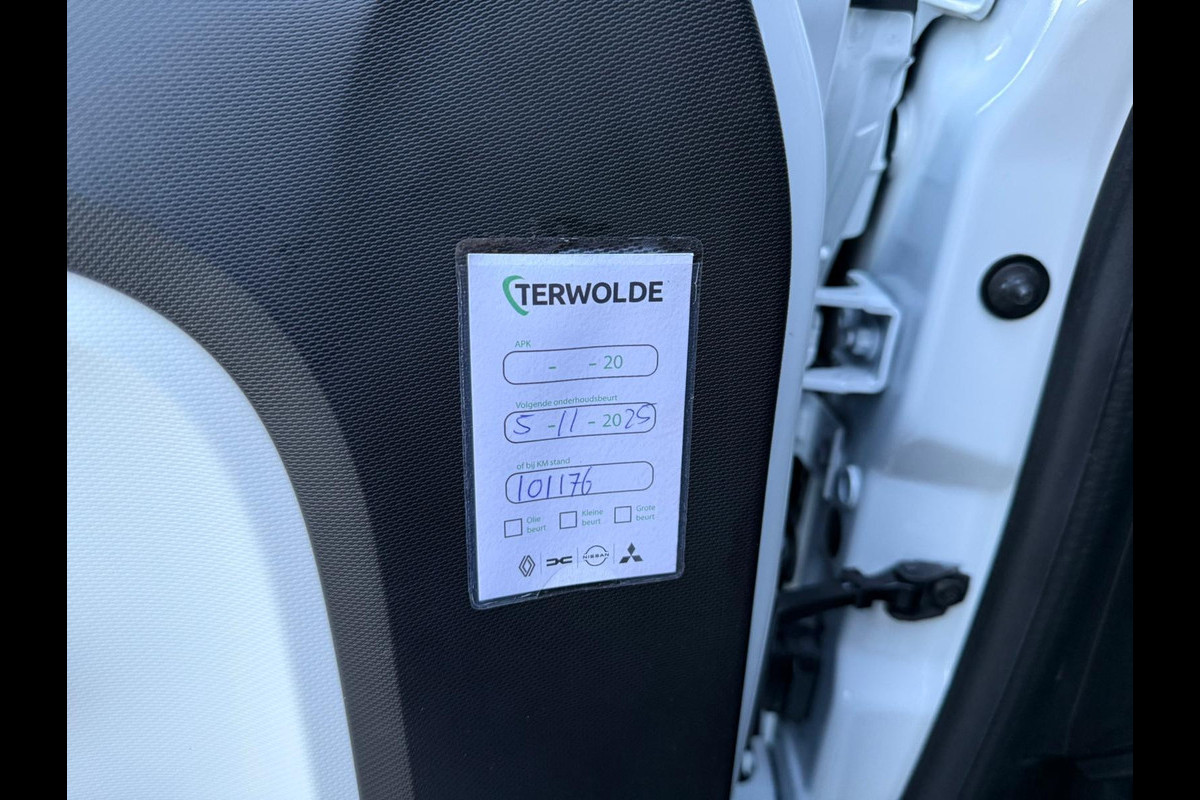 TERWOLDE
APK
- - 20
Volgende onderhoudsbeurt
5 - 11 - 2025
of bij KM stand
101176
Olie beurt
Kleine beurt
Grote beurt
NISSAN